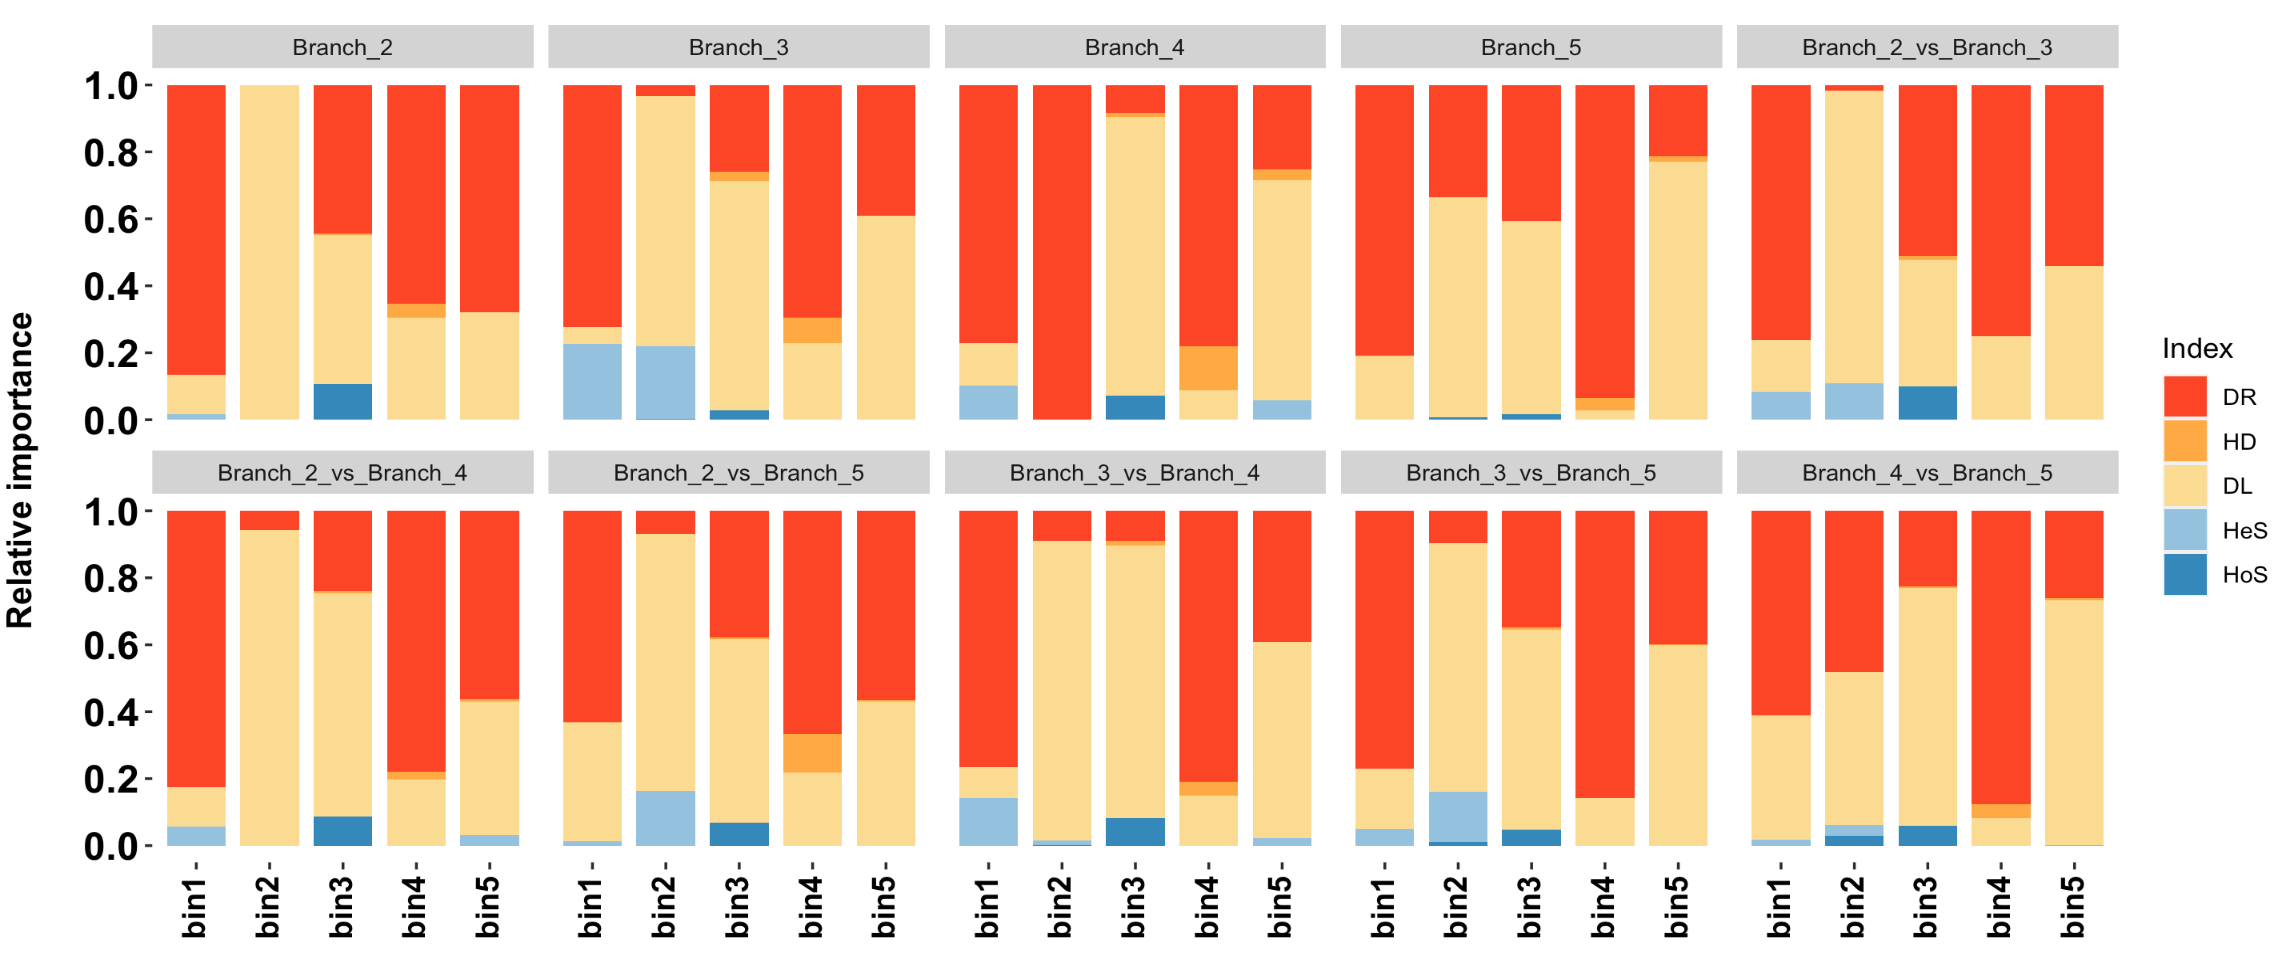 Branch_2 Branch_3 Branch_4 Branch_5 Branch_2_vs_Branch_3
1.0
0.8
0.6
0.4
0.2
0.0
Relative importance
Branch_2_vs_Branch_4 Branch_2_vs_Branch_5 Branch_3_vs_Branch_4 Branch_3_vs_Branch_5 Branch_4_vs_Branch_5
1.0
0.8
0.6
0.4
0.2
0.0
bin1 bin2 bin3 bin4 bin5 bin1 bin2 bin3 bin4 bin5 bin1 bin2 bin3 bin4 bin5 bin1 bin2 bin3 bin4 bin5 bin1 bin2 bin3 bin4 bin5
Index
DR
HD
DL
HeS
HoS